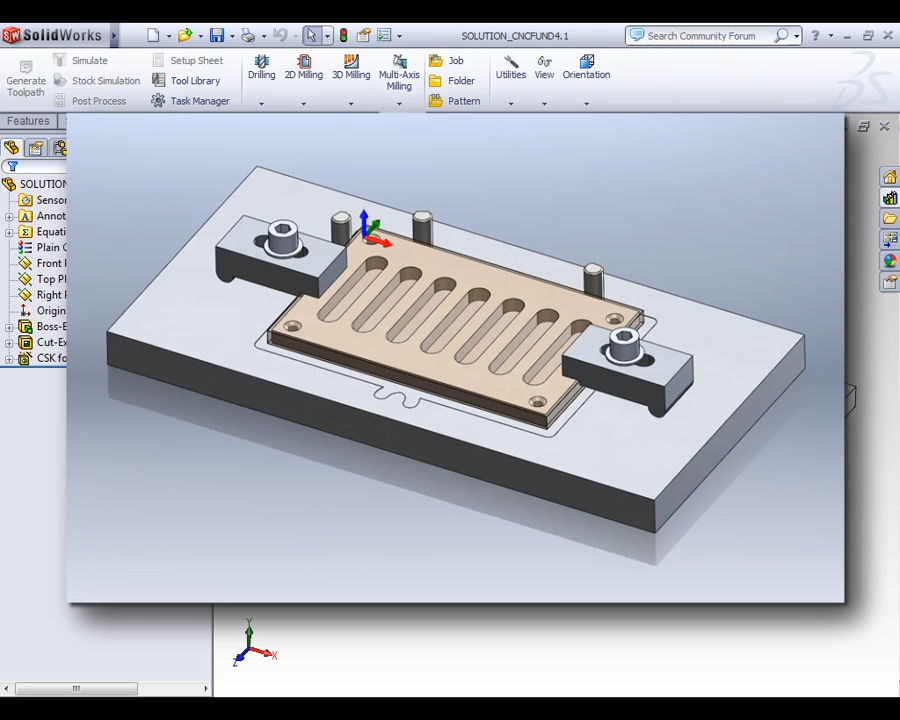 SolidWorks
SOLUTION_CNCFUND4.1
Search Community Forum
?
Generate
Toolpath
Simulate
Stock Simulation
Post Process
Setup Sheet
Tool Library
Task Manager
Drilling
2D Milling
3D Milling
Multi-Axis
Milling
Job
Folder
Pattern
Utilities
View
Orientation
Features
SOLUTION
Sensor
Annot
Equati
Plain C
Front P
Top Pl
Right P
Origin
Boss-E
Cut-Ex
CSK fo
Y
X
Z